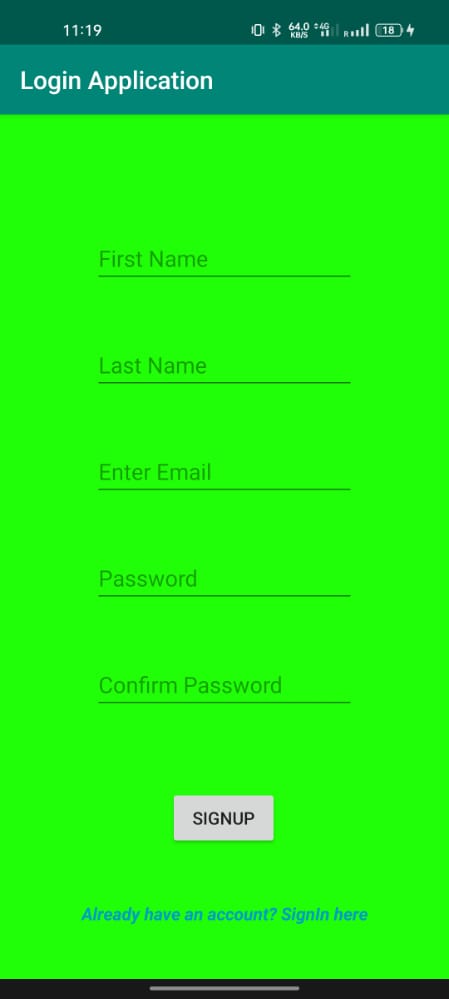 11:19
64.0 KB/S 4G R 18
Login Application
First Name
Last Name
Enter Email
Password
Confirm Password
SIGNUP
Already have an account? SignIn here